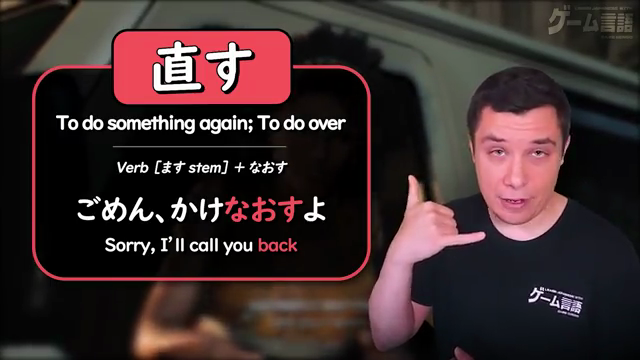 直す
To do something again; To do over
Verb [ます stem] + なおす
ごめん、かけなおすよ
Sorry, I'll call you back
ゲーム言語
ゲーム言語